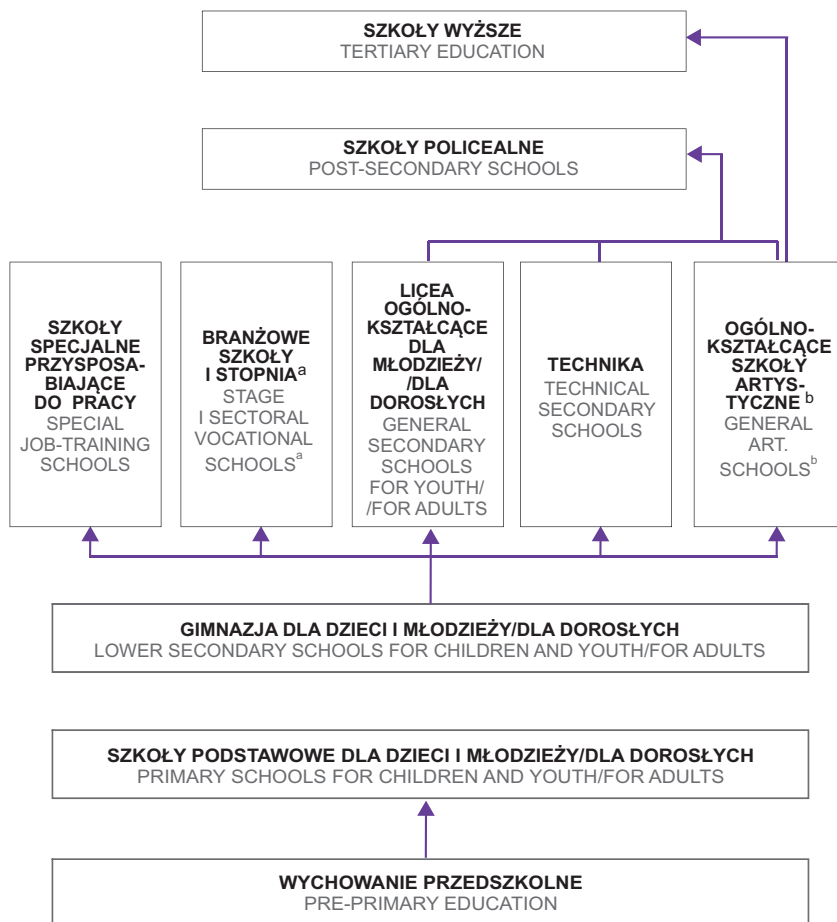 SZKOŁY WYŻSZE
TERTIARY EDUCATION
SZKOŁY POLICEALNE
POST-SECONDARY SCHOOLS
SZKOŁY
SPECJALNE
PRZYSPOSA-
BIAJĄCE
DO PRACY
SPECIAL
JOB-TRAINING
SCHOOLS
BRANŻOWE
SZKOŁY
I STOPNIAa
STAGE
I SECTORAL
VOCATIONAL
SCHOOLSa
LICEA
OGÓLNO-
KSZTAŁCĄCE
DLA
MŁODZIEŻY/
/DLA
DOROSŁYCH
GENERAL
SECONDARY
SCHOOLS
FOR YOUTH/
/FOR ADULTS
TECHNIKA
TECHNICAL
SECONDARY
SCHOOLS
OGÓLNO-
KSZTAŁCĄCE
SZKOŁY
ARTYS-
TYCZNE b
GENERAL
ART.
SCHOOLSb
GIMNAZJA DLA DZIECI I MŁODZIEŻY/DLA DOROSŁYCH
LOWER SECONDARY SCHOOLS FOR CHILDREN AND YOUTH/FOR ADULTS
SZKOŁY PODSTAWOWE DLA DZIECI I MŁODZIEŻY/DLA DOROSŁYCH
PRIMARY SCHOOLS FOR CHILDREN AND YOUTH/FOR ADULTS
WYCHOWANIE PRZEDSZKOLNE
PRE-PRIMARY EDUCATION